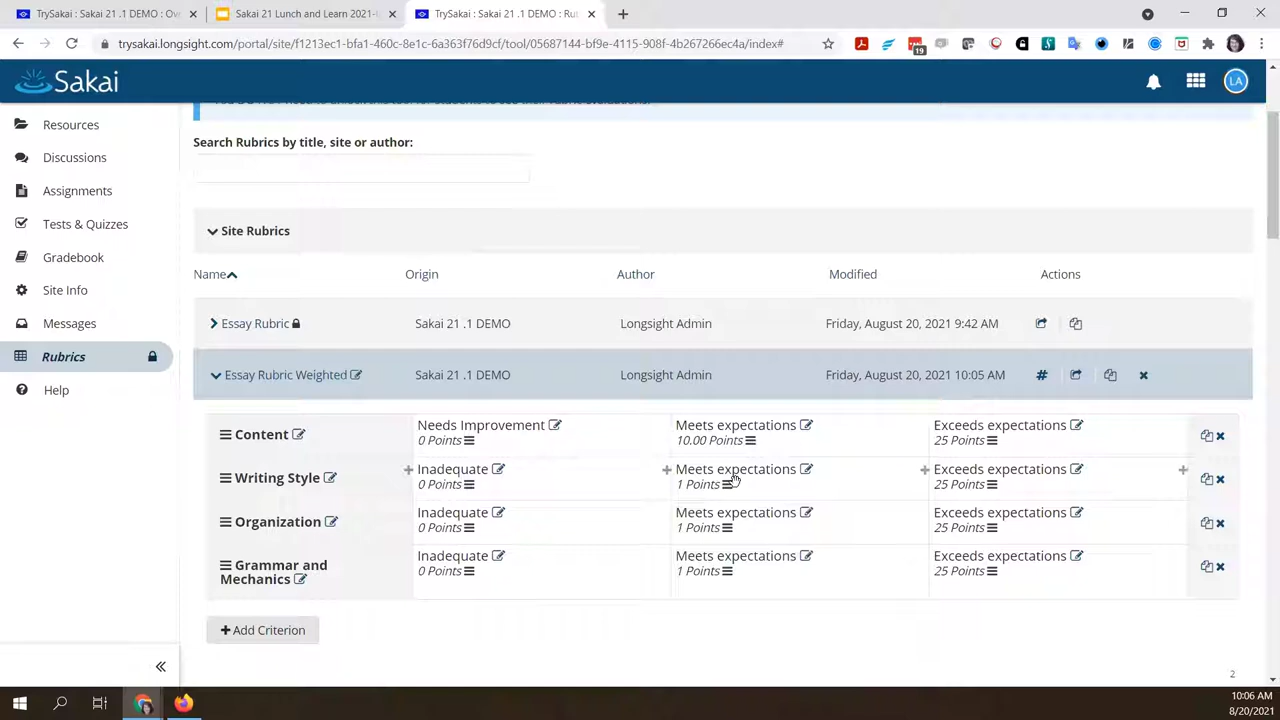 TrySakai : Sakai 21 .1 DEMO : Ove
Sakai 21 Lunch and Learn 2021-
TrySakai : Sakai 21 .1 DEMO : Rub
trysakai.longsight.com/portal/site/f1213ec1-bfa1-460c-8e1c-6a363f7c9cf/tool/05687144-b39e-4115-928f-4b267266ec4a/index#
19
Sakai
LA
Resources
Discussions
Assignments
Tests & Quizzes
Gradebook
Site Info
Messages
Rubrics
Help
Search Rubrics by title, site or author:
Site Rubrics
Name Origin Author Modified Actions
Essay Rubric Sakai 21 .1 DEMO Longsight Admin Friday, August 20, 2021 9:42 AM
Essay Rubric Weighted Sakai 21 .1 DEMO Longsight Admin Friday, August 20, 2021 10:05 AM #
Content Needs Improvement Meets expectations Exceeds expectations
0 Points 10.00 Points 25 Points
Writing Style Inadequate Meets expectations Exceeds expectations
0 Points 1 Points 25 Points
Organization Inadequate Meets expectations Exceeds expectations
0 Points 1 Points 25 Points
Grammar and Inadequate Meets expectations Exceeds expectations
Mechanics 0 Points 1 Points 25 Points
+ Add Criterion
2
10:06 AM
8/20/2021